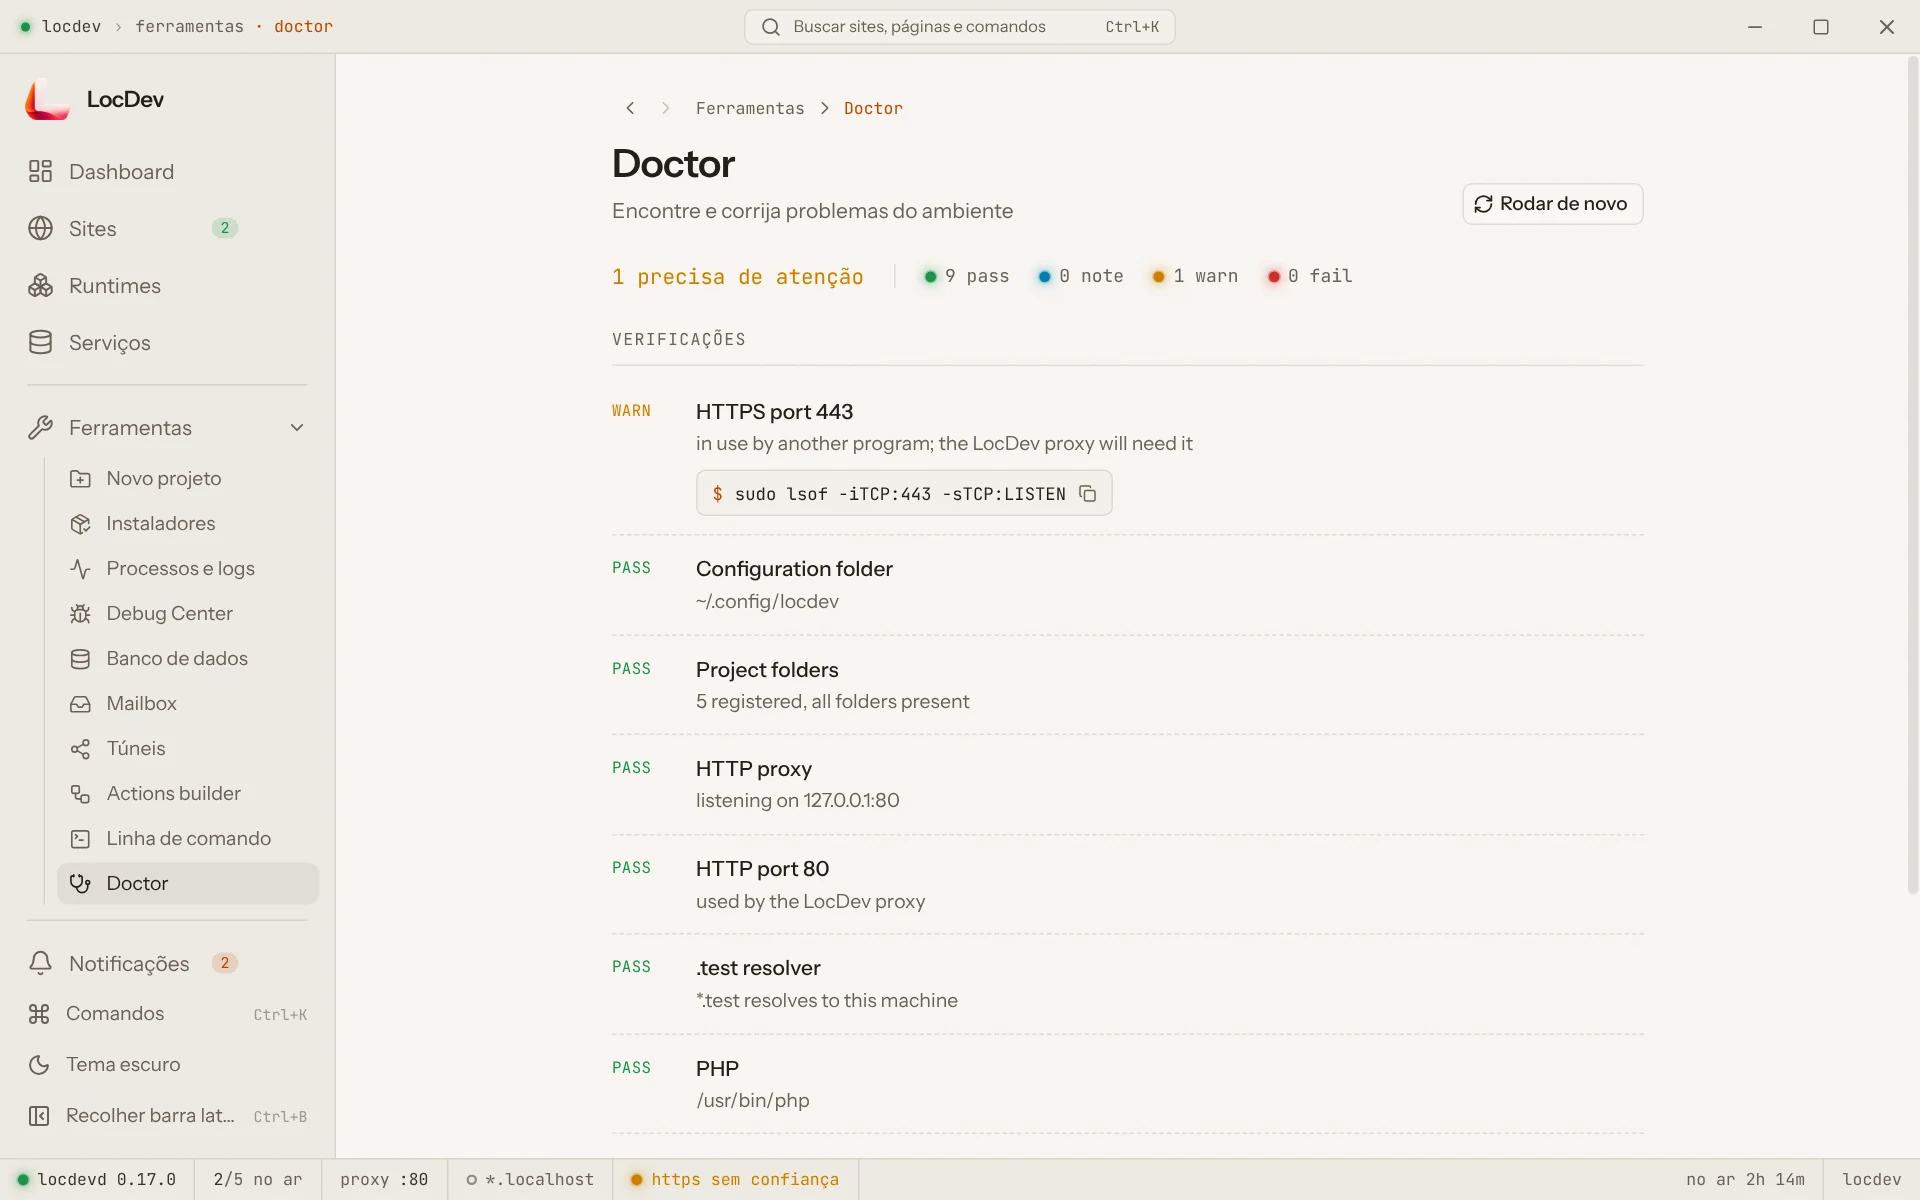 locdev › ferramentas · doctor
Buscar sites, páginas e comandos Ctrl+K
LocDev
Dashboard
Sites 2
Runtimes
Serviços
Ferramentas
Novo projeto
Instaladores
Processos e logs
Debug Center
Banco de dados
Mailbox
Túneis
Actions builder
Linha de comando
Doctor
Notificações 2
Comandos Ctrl+K
Tema escuro
Recolher barra lat... Ctrl+B
Ferramentas > Doctor
Doctor
Encontre e corrija problemas do ambiente
Rodar de novo
1 precisa de atenção 9 pass 0 note 1 warn 0 fail
VERIFICAÇÕES
WARN HTTPS port 443
in use by another program; the LocDev proxy will need it
$ sudo lsof -iTCP:443 -sTCP:LISTEN
PASS Configuration folder
~/.config/locdev
PASS Project folders
5 registered, all folders present
PASS HTTP proxy
listening on 127.0.0.1:80
PASS HTTP port 80
used by the LocDev proxy
PASS .test resolver
*.test resolves to this machine
PASS PHP
/usr/bin/php
locdevd 0.17.0 2/5 no ar proxy :80 *.localhost https sem confiança no ar 2h 14m locdev